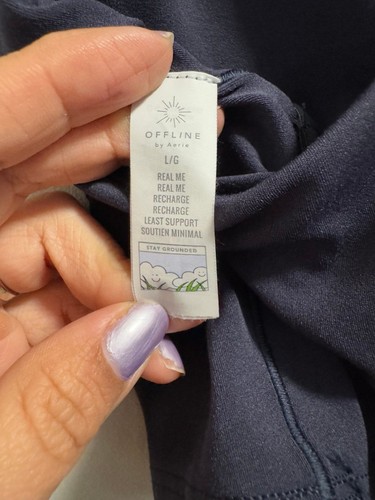 OFFLINE
by Aerie
L/G
REAL ME
REAL ME
RECHARGE
RECHARGE
LEAST SUPPORT
SOUTIEN MINIMAL
STAY GROUNDED